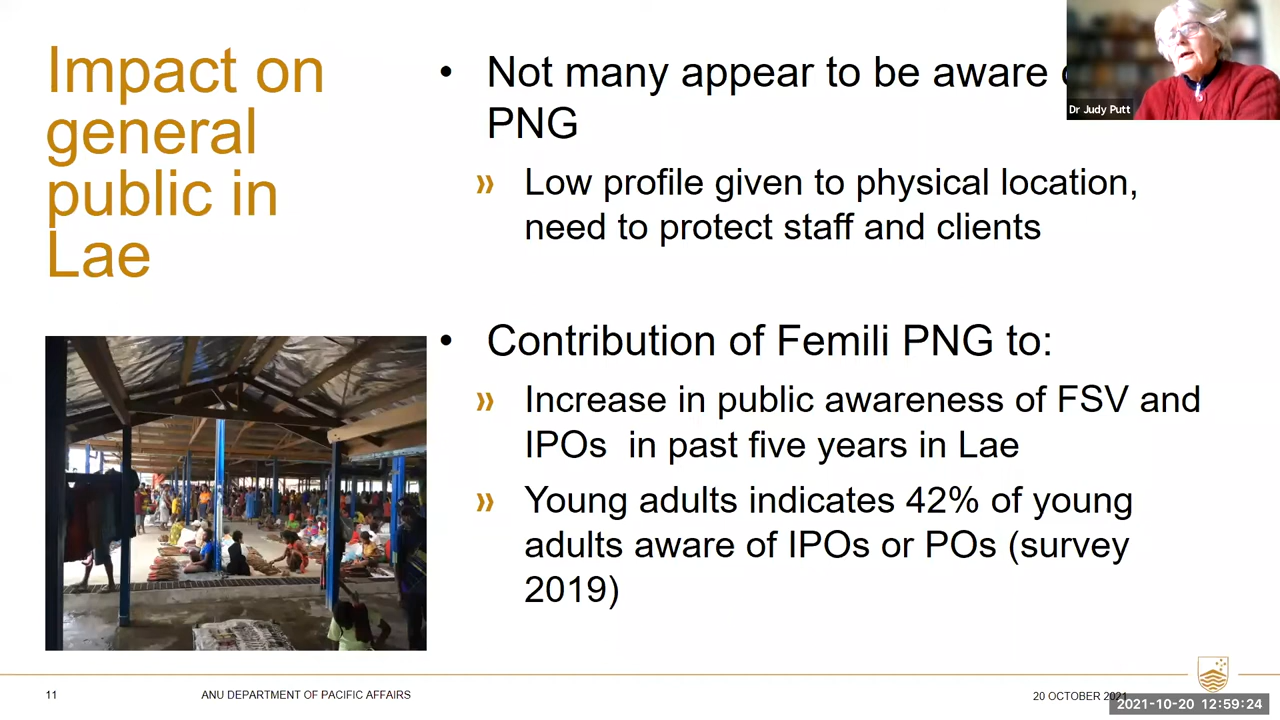 Impact on
general
public in
Lae
• Not many appear to be aware
PNG
» Low profile given to physical location,
need to protect staff and clients
• Contribution of Femili PNG to:
» Increase in public awareness of FSV and
IPOs in past five years in Lae
» Young adults indicates 42% of young
adults aware of IPOs or POs (survey
2019)
Dr Judy Putt
11
ANU DEPARTMENT OF PACIFIC AFFAIRS
20 OCTOBER 2021
2021-10-20 12:59:24